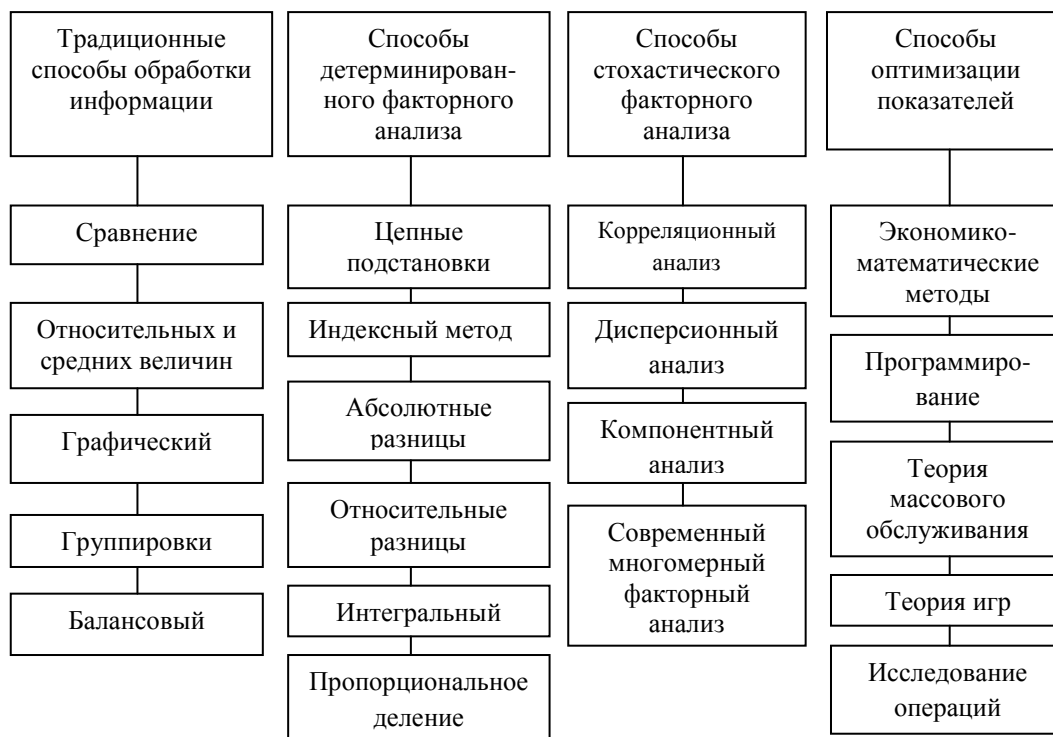 Традиционные
способы обработки
информации
Сравнение
Относительных и
средних величин
Графический
Группировки
Балансовый
Способы
детерминирован-
ного факторного
анализа
Цепные
подстановки
Индексный метод
Абсолютные
разницы
Относительные
разницы
Интегральный
Пропорциональное
деление
Способы
стохастического
факторного
анализа
Корреляционный
анализ
Дисперсионный
анализ
Компонентный
анализ
Современный
многомерный
факторный
анализ
Способы
оптимизации
показателей
Экономико-
математические
методы
Программиро-
вание
Теория
массового
обслуживания
Теория игр
Исследование
операций